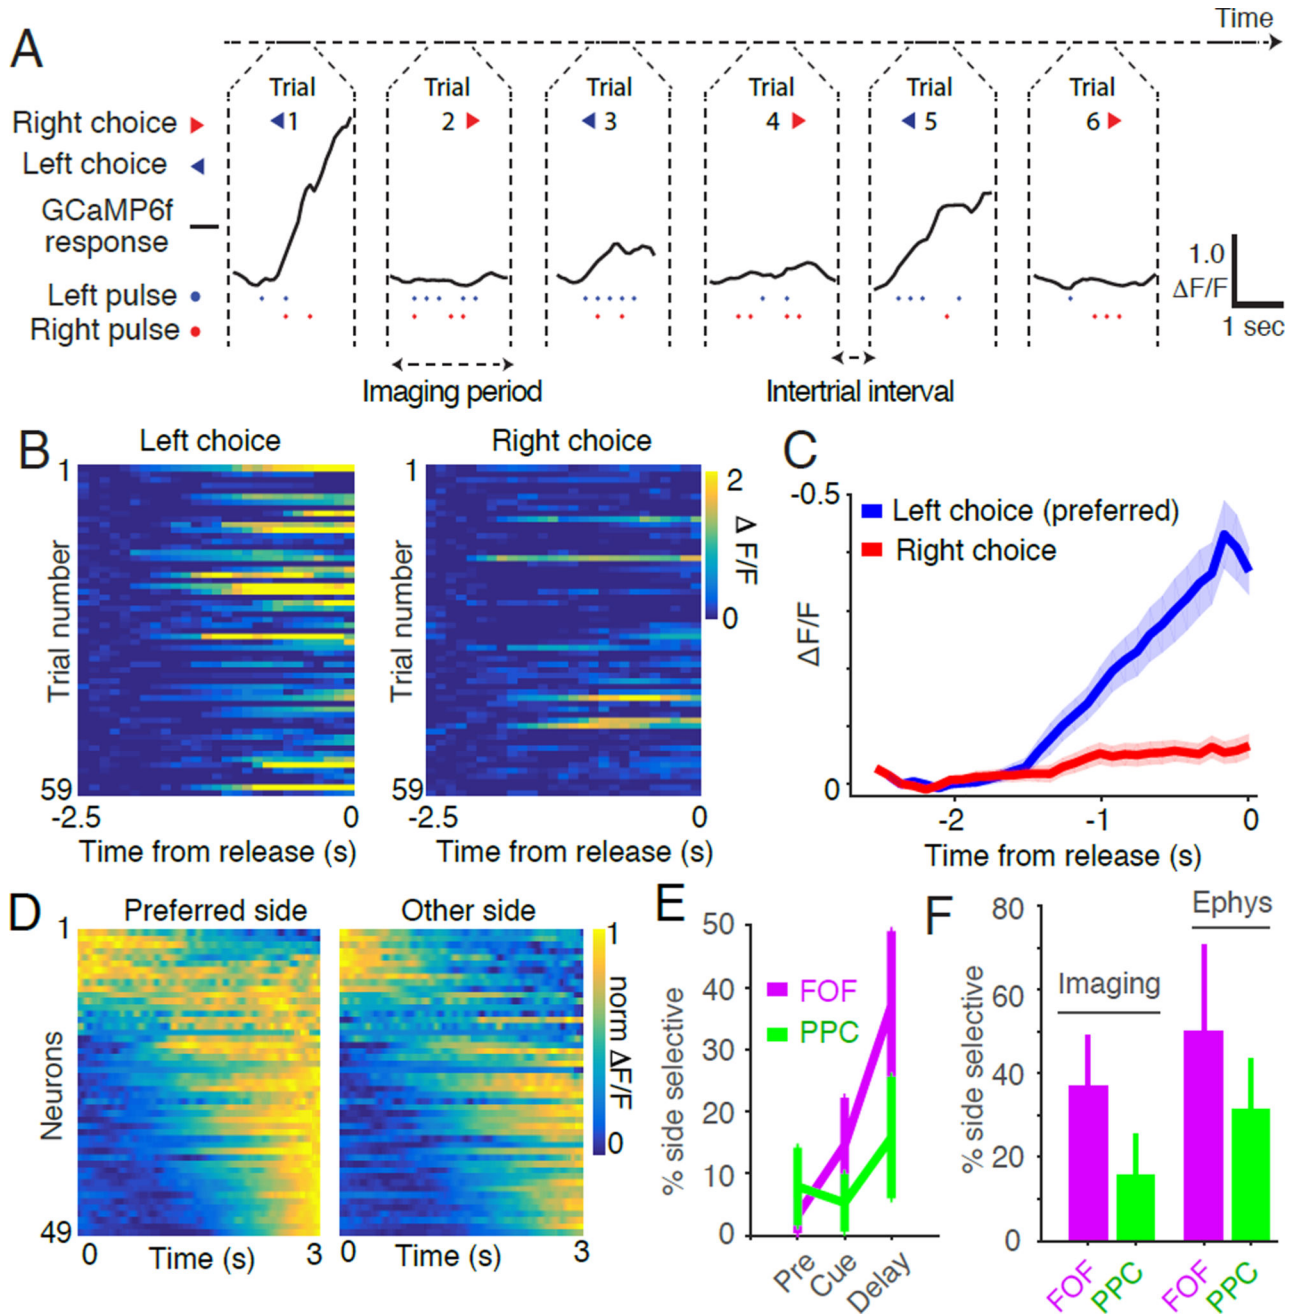 A
Time
Trial
Trial
Trial
Trial
Trial
Trial
1
2
3
4
5
6
Right choice
Left choice
GCaMP6f
response
Left pulse
Right pulse
1.0
ΔF/F
1 sec
Imaging period
Intertrial interval
B
Left choice
Right choice
1
59
Trial number
-2.5
0
Time from release (s)
1
59
Trial number
-2.5
0
Time from release (s)
2
Δ F/F
0
C
-0.5
0
ΔF/F
Left choice (preferred)
Right choice
-2
-1
0
Time from release (s)
D
Preferred side
Other side
1
49
Neurons
0
Time (s)
3
0
Time (s)
3
1
norm ΔF/F
0
E
50
40
30
20
10
0
% side selective
FOF
PPC
Pre
Cue
Delay
F
80
60
40
20
0
% side selective
Imaging
Ephys
FOF
PPC
FOF
PPC